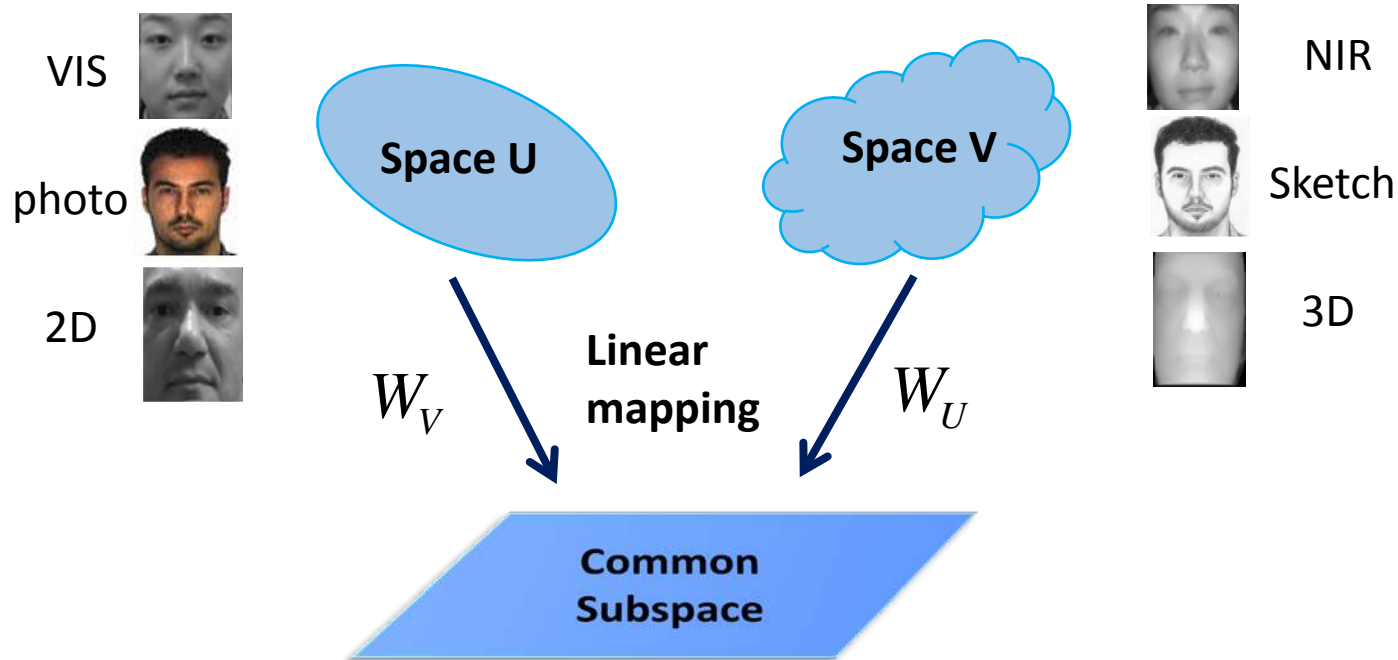 VIS
photo
2D
Space U
Space V
NIR
Sketch
3D
W_V
Linear
mapping
W_U
Common
Subspace